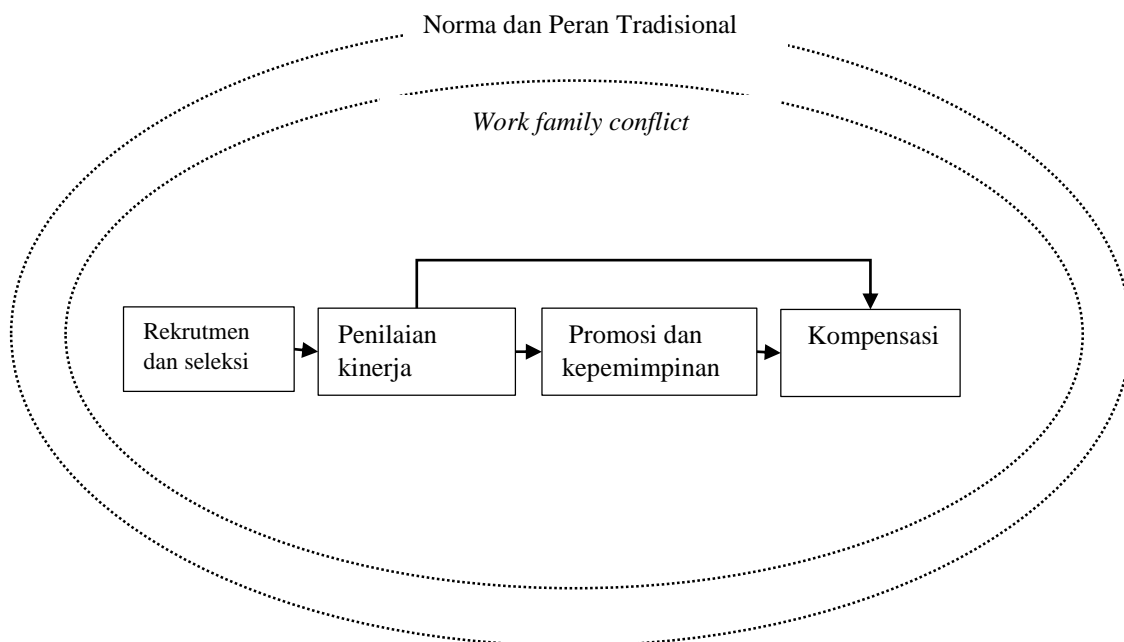 Norma dan Peran Tradisional
Work family conflict
Rekrutmen
dan seleksi
Penilaian
kinerja
Promosi dan
kepemimpinan
Kompensasi